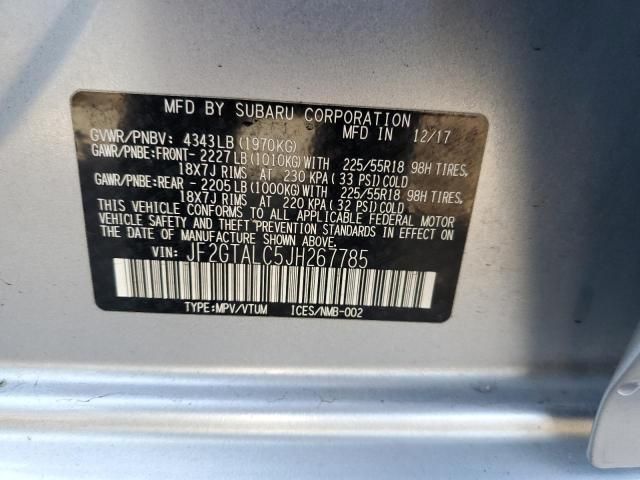 MFD BY SUBARU CORPORATION
MFD IN 12/17
GVWR/PNBV: 4343LB(1970KG)
GAWR/PNBE:FRONT- 2227LB(1010KG)WITH 225/55R18 98H TIRES,
18X7J RIMS AT 230 KPA(33 PSI)COLD
GAWR/PNBE:REAR - 2205LB(1000KG)WITH 225/55R18 98H TIRES,
18X7J RIMS AT 220 KPA(32 PSI)COLD
THIS VEHICLE CONFORMS TO ALL APPLICABLE FEDERAL MOTOR
VEHICLE SAFETY AND THEFT PREVENTION STANDARDS IN EFFECT ON
THE DATE OF MANUFACTURE SHOWN ABOVE.
VIN: JF2GTALC5JH267785
TYPE:MPV/VTUM ICES/NMB-002